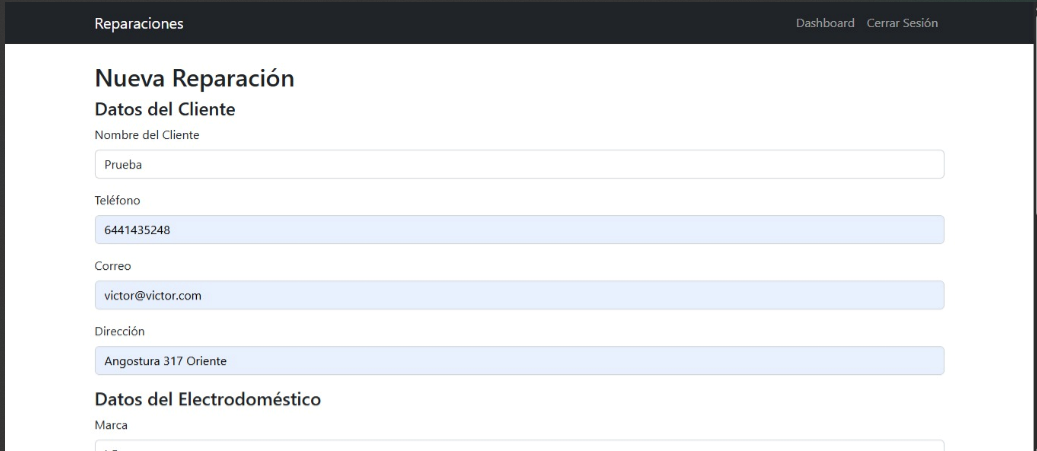 Reparaciones
Dashboard Cerrar Sesión
Nueva Reparación
Datos del Cliente
Nombre del Cliente
Prueba
Teléfono
6441435248
Correo
victor@victor.com
Dirección
Angostura 317 Oriente
Datos del Electrodoméstico
Marca